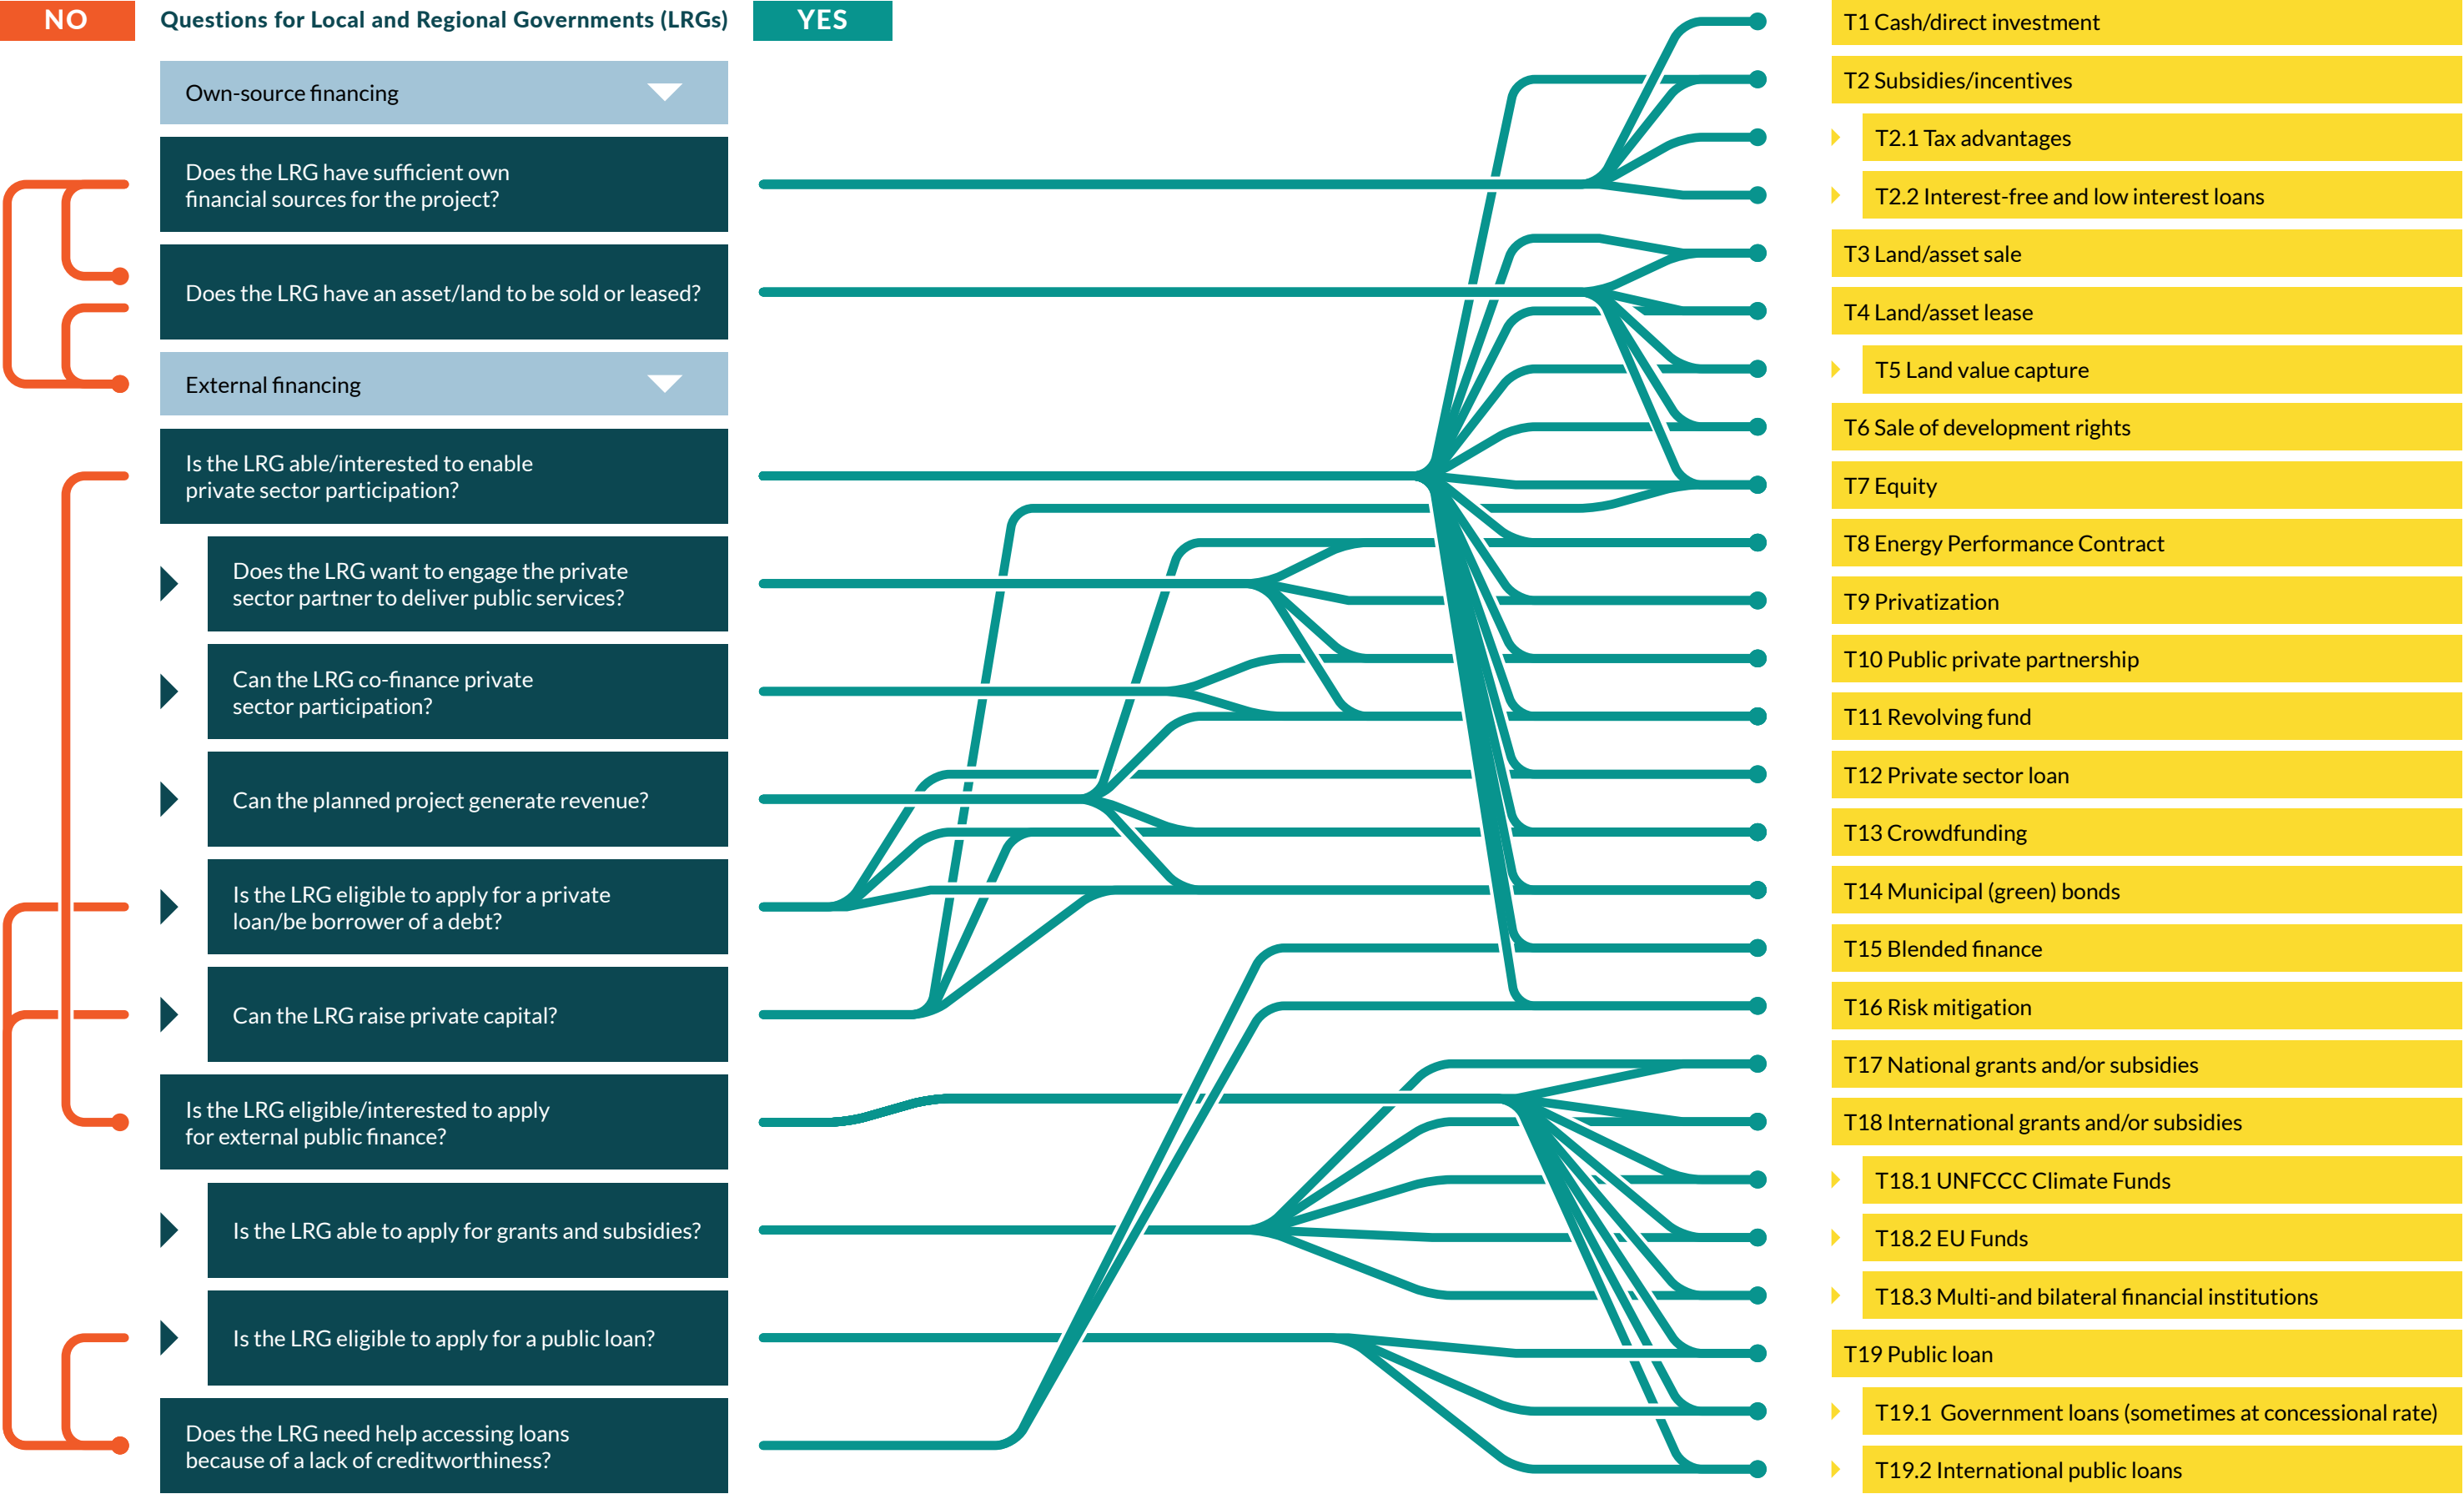 NO
Questions for Local and Regional Governments (LRGs)
YES
Own-source financing
Does the LRG have sufficient own
financial sources for the project?
Does the LRG have an asset/land to be sold or leased?
External financing
Is the LRG able/interested to enable
private sector participation?
Does the LRG want to engage the private
sector partner to deliver public services?
Can the LRG co-finance private
sector participation?
Can the planned project generate revenue?
Is the LRG eligible to apply for a private
loan/be borrower of a debt?
Can the LRG raise private capital?
Is the LRG eligible/interested to apply
for external public finance?
Is the LRG able to apply for grants and subsidies?
Is the LRG eligible to apply for a public loan?
Does the LRG need help accessing loans
because of a lack of creditworthiness?
T1 Cash/direct investment
T2 Subsidies/incentives
T2.1 Tax advantages
T2.2 Interest-free and low interest loans
T3 Land/asset sale
T4 Land/asset lease
T5 Land value capture
T6 Sale of development rights
T7 Equity
T8 Energy Performance Contract
T9 Privatization
T10 Public private partnership
T11 Revolving fund
T12 Private sector loan
T13 Crowdfunding
T14 Municipal (green) bonds
T15 Blended finance
T16 Risk mitigation
T17 National grants and/or subsidies
T18 International grants and/or subsidies
T18.1 UNFCCC Climate Funds
T18.2 EU Funds
T18.3 Multi-and bilateral financial institutions
T19 Public loan
T19.1 Government loans (sometimes at concessional rate)
T19.2 International public loans